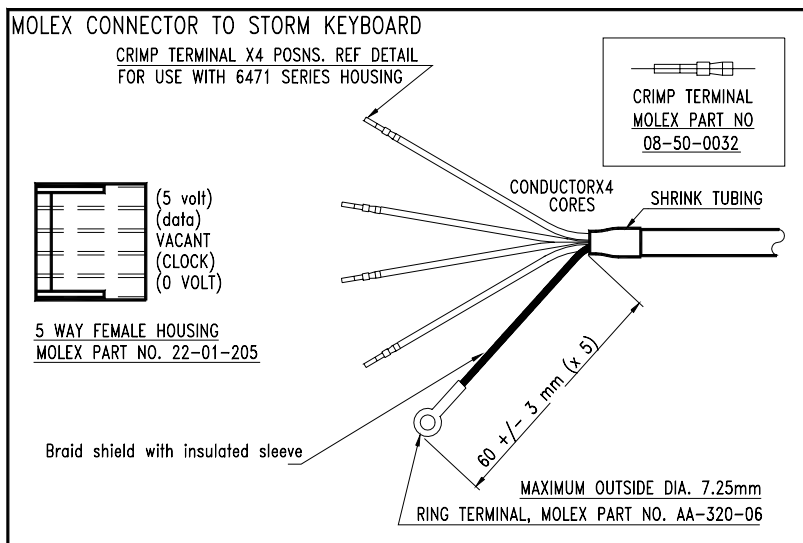 MOLEX CONNECTOR TO STORM KEYBOARD
CRIMP TERMINAL X4 POSNS. REF DETAIL
FOR USE WITH 6471 SERIES HOUSING
CRIMP TERMINAL
MOLEX PART NO
08-50-0032
CONDUCTORX4
CORES
SHRINK TUBING
(5 volt)
(data)
VACANT
(CLOCK)
(0 VOLT)
5 WAY FEMALE HOUSING
MOLEX PART NO. 22-01-205
60 +/- 3 mm (x 5)
Braid shield with insulated sleeve
MAXIMUM OUTSIDE DIA. 7.25mm
RING TERMINAL, MOLEX PART NO. AA-320-06